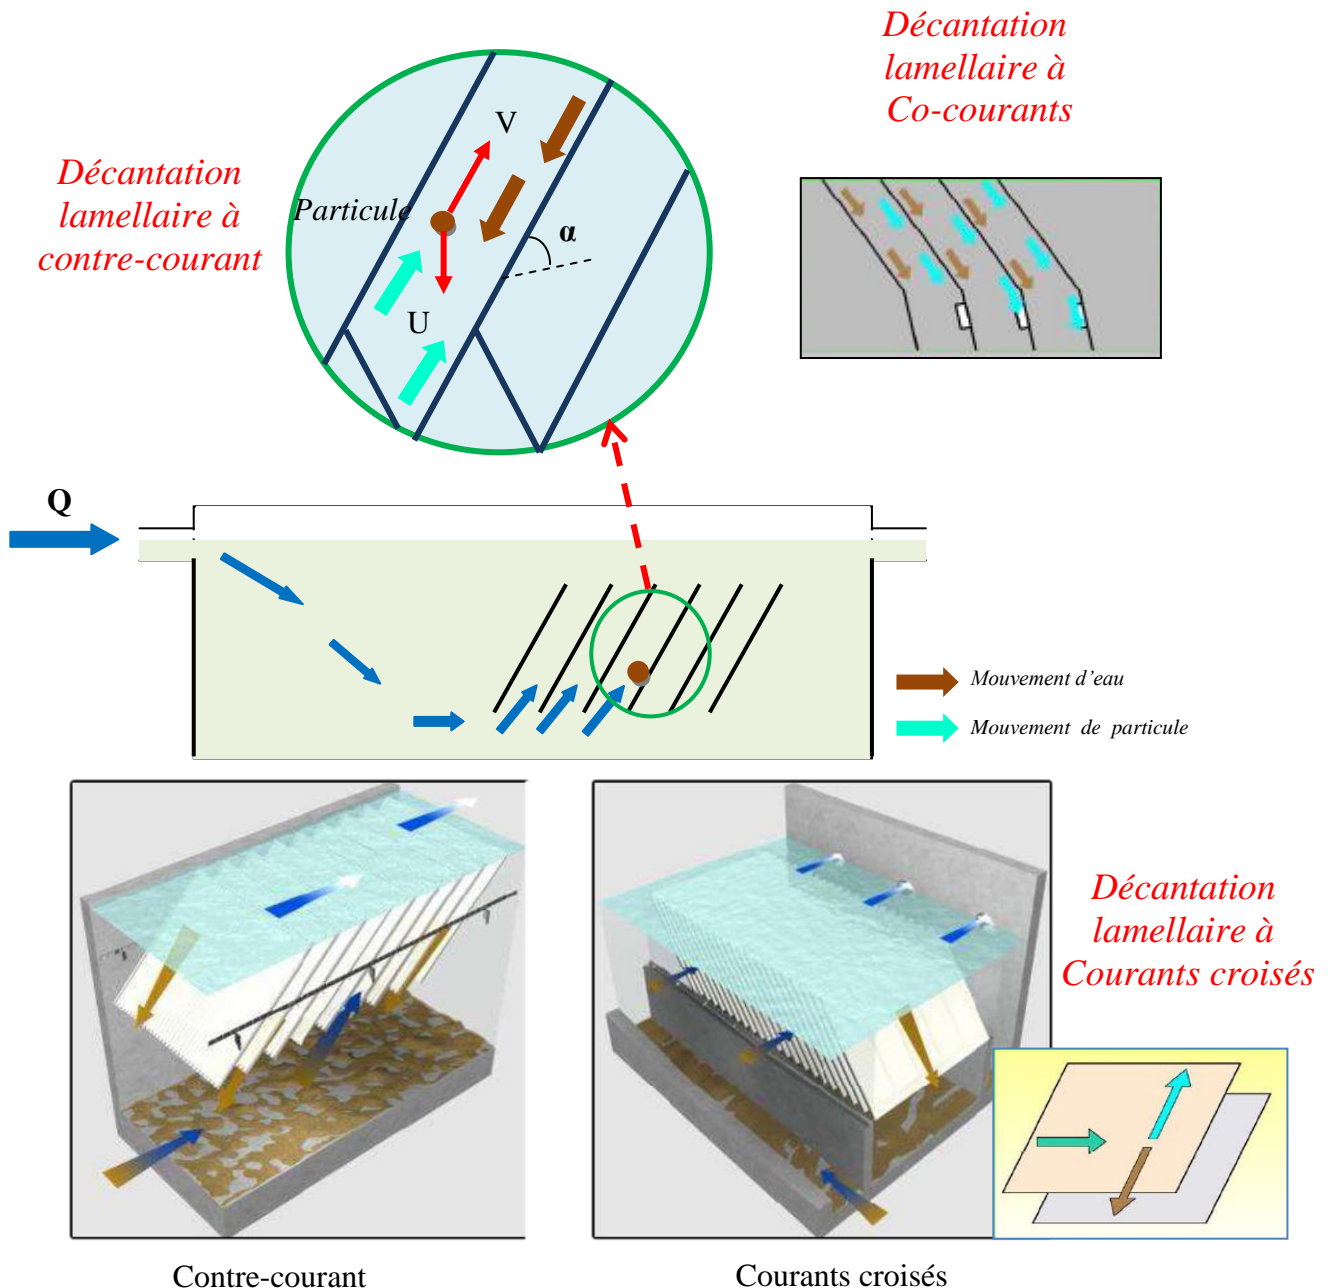 Décantation
lamellaire à
Co-courants
V
Décantation
lamellaire à
contre-courant
Particule
α
U
Q
Mouvement d’eau
Mouvement de particule
Décantation
lamellaire à
Courants croisés
Contre-courant
Courants croisés